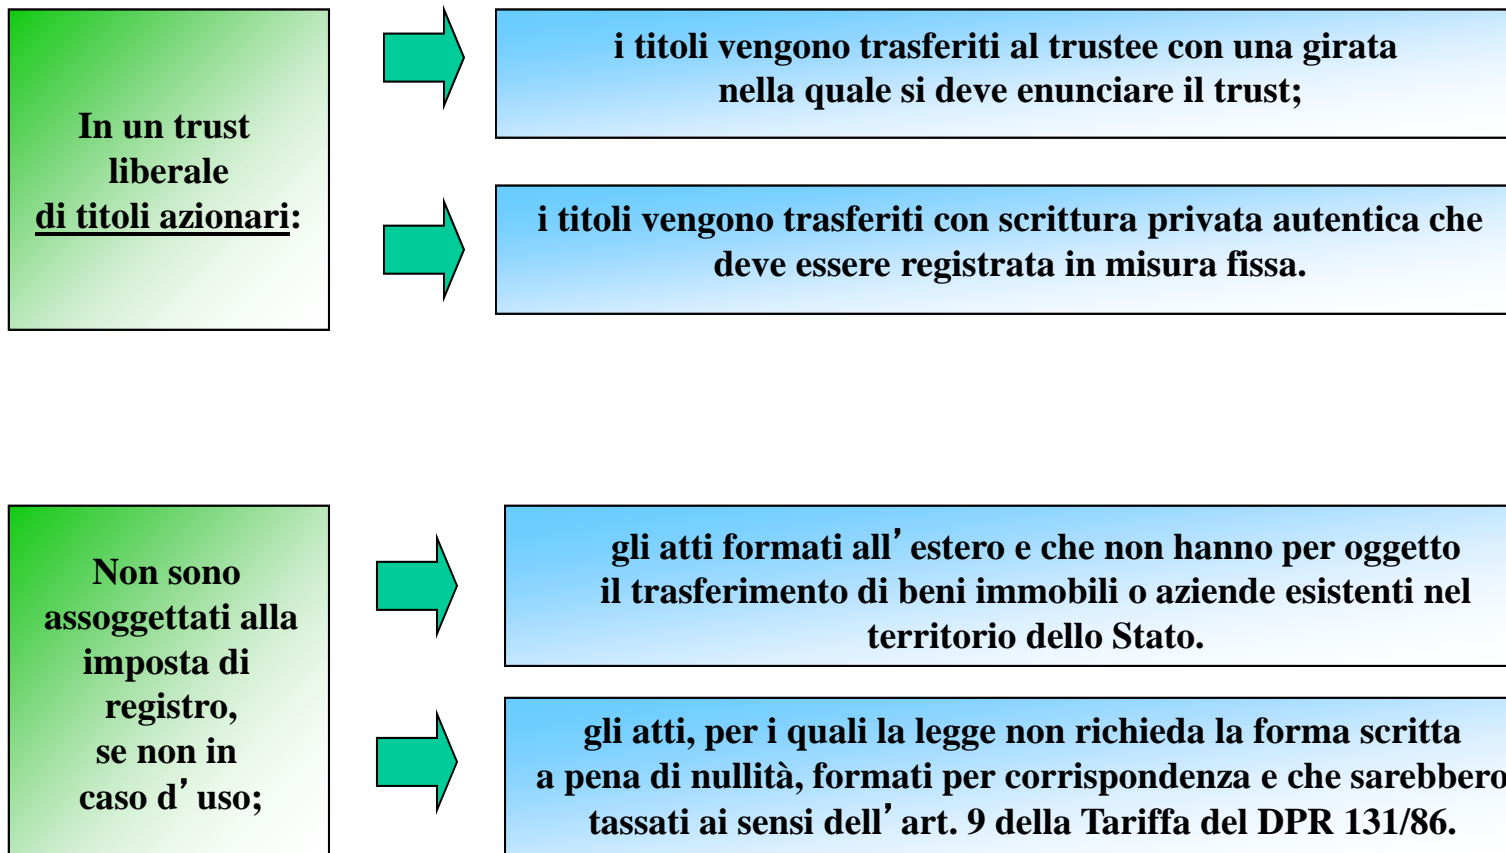 In un trust
liberale
di titoli azionari:
i titoli vengono trasferiti al trustee con una girata
nella quale si deve enunciare il trust;
i titoli vengono trasferiti con scrittura privata autentica che
deve essere registrata in misura fissa.
Non sono
assoggettati alla
imposta di
registro,
se non in
caso d’ uso;
gli atti formati all’ estero e che non hanno per oggetto
il trasferimento di beni immobili o aziende esistenti nel
territorio dello Stato.
gli atti, per i quali la legge non richieda la forma scritta
a pena di nullità, formati per corrispondenza e che sarebbero
tassati ai sensi dell’ art. 9 della Tariffa del DPR 131/86.